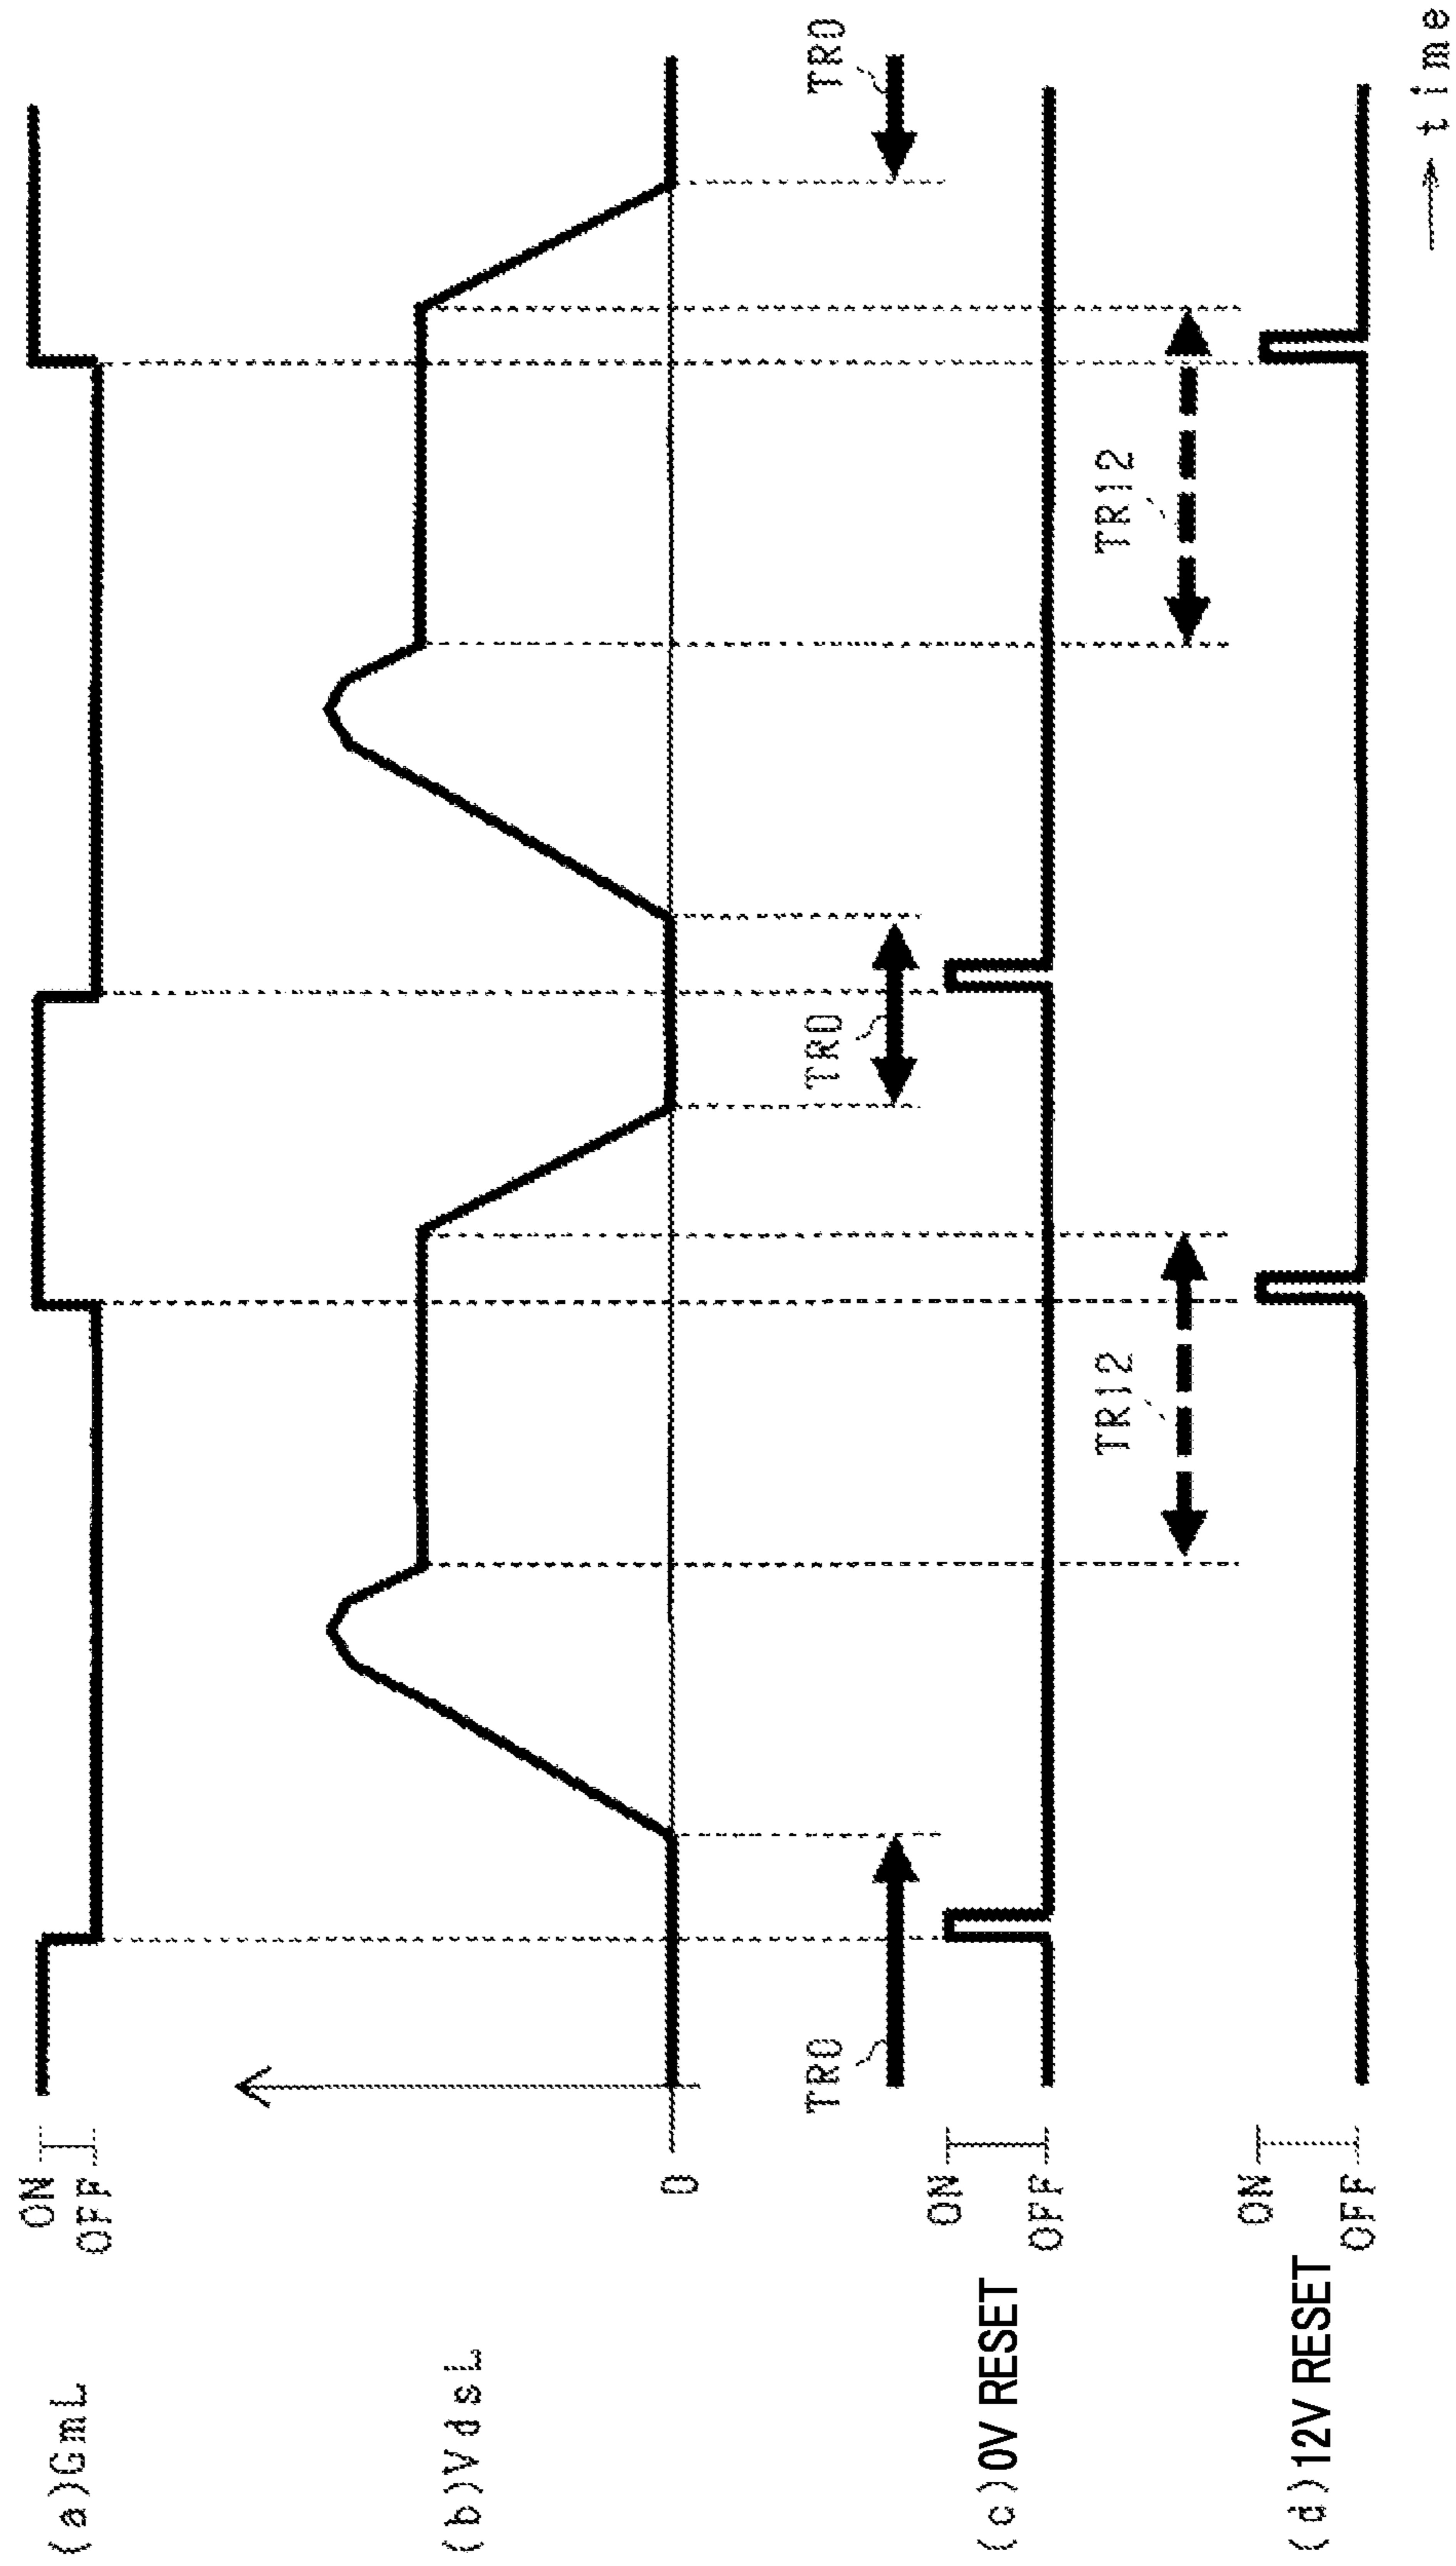 (a)GmL
ON
OFF
(b)VdsL
0
TR0
TR0
TR0
(c)0V RESET
ON
OFF
TR12
TR12
(d)12V RESET
ON
OFF
time